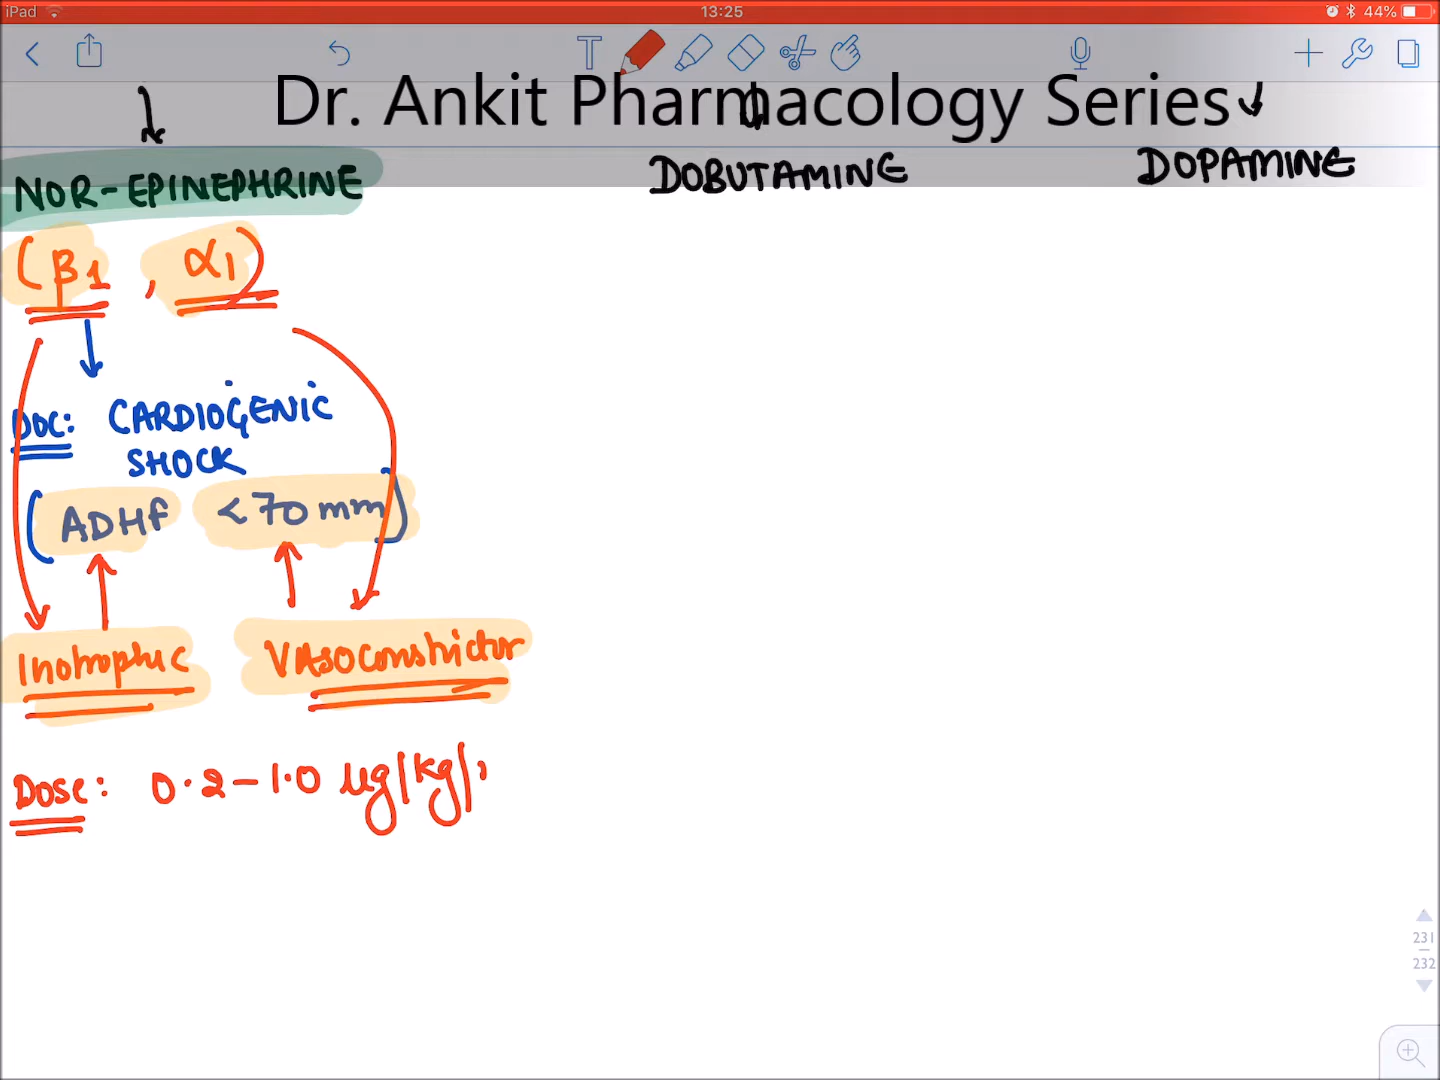 iPad 13:25 44%
T
Dr. Ankit Pharmacology Series
NOR-EPINEPHRINE DOBUTAMINE DOPAMINE
(β1 , α1)
DOC: CARDIOGENIC
SHOCK
(ADHF <70 mm)
Inotrophic Vasoconstrictor
Dose: 0.2-1.0 µg/kg/
231
232